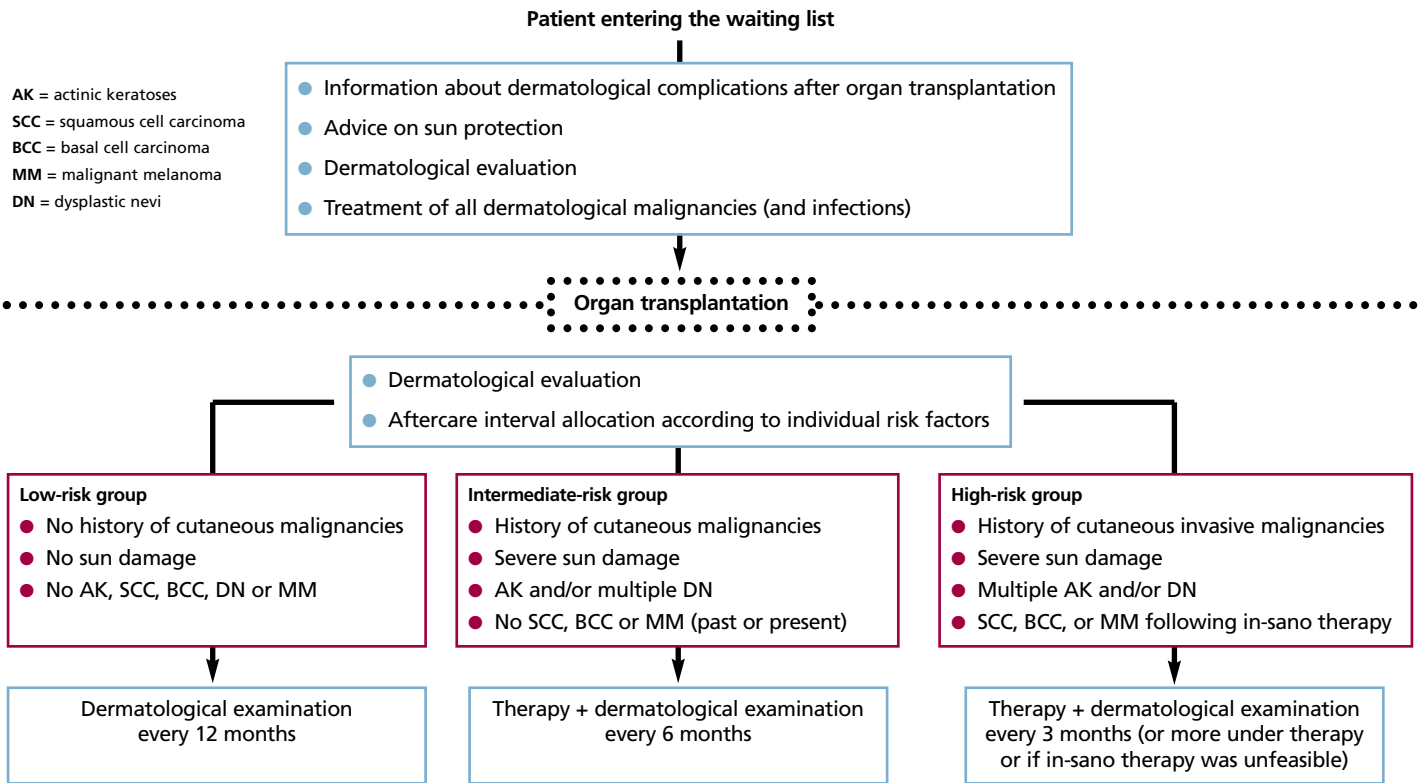 Patient entering the waiting list
AK = actinic keratoses
SCC = squamous cell carcinoma
BCC = basal cell carcinoma
MM = malignant melanoma
DN = dysplastic nevi
● Information about dermatological complications after organ transplantation
● Advice on sun protection
● Dermatological evaluation
● Treatment of all dermatological malignancies (and infections)
Organ transplantation
● Dermatological evaluation
● Aftercare interval allocation according to individual risk factors
Low-risk group
● No history of cutaneous malignancies
● No sun damage
● No AK, SCC, BCC, DN or MM
Intermediate-risk group
● History of cutaneous malignancies
● Severe sun damage
● AK and/or multiple DN
● No SCC, BCC or MM (past or present)
High-risk group
● History of cutaneous invasive malignancies
● Severe sun damage
● Multiple AK and/or DN
● SCC, BCC, or MM following in-sano therapy
Dermatological examination
every 12 months
Therapy + dermatological examination
every 6 months
Therapy + dermatological examination
every 3 months (or more under therapy
or if in-sano therapy was unfeasible)